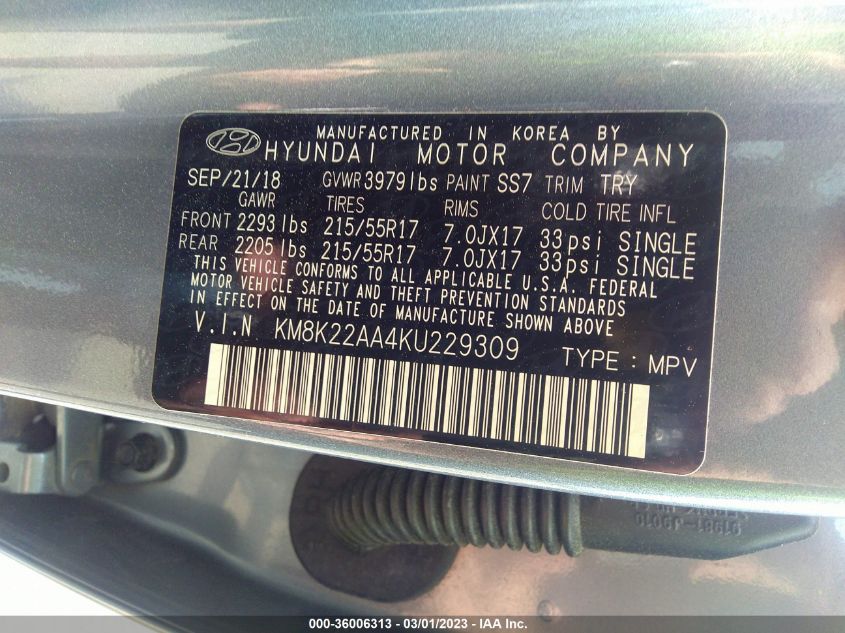 MANUFACTURED IN KOREA BY
HYUNDAI MOTOR COMPANY
SEP/21/18 GVWR 3979lbs PAINT SS7 TRIM TRY
GAWR TIRES RIMS COLD TIRE INFL
FRONT 2293lbs 215/55R17 7.0JX17 33psi SINGLE
REAR 2205lbs 215/55R17 7.0JX17 33psi SINGLE
THIS VEHICLE CONFORMS TO ALL APPLICABLE U.S.A. FEDERAL
MOTOR VEHICLE SAFETY AND THEFT PREVENTION STANDARDS
IN EFFECT ON THE DATE OF MANUFACTURE SHOWN ABOVE
V.I.N KM8K22AA4KU229309 TYPE : MPV
000-36006313 - 03/01/2023 - IAA Inc.